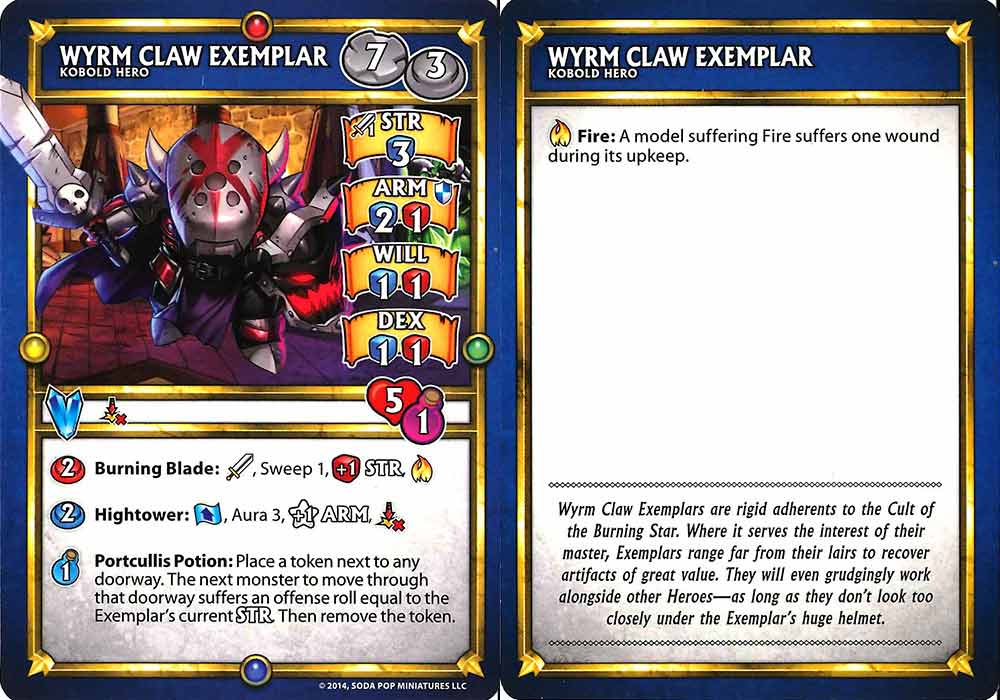 WYRM CLAW EXEMPLAR
KOBOLD HERO
7
3
STR
3
ARM
2 1
WILL
1 1
DEX
1 1
5
1
2 Burning Blade: , Sweep 1, +1 STR,
2 Hightower: , Aura 3, +1 ARM,
1 Portcullis Potion: Place a token next to any
doorway. The next monster to move through
that doorway suffers an offense roll equal to the
Exemplar's current STR. Then remove the token.
© 2014, SODA POP MINIATURES LLC
WYRM CLAW EXEMPLAR
KOBOLD HERO
Fire: A model suffering Fire suffers one wound
during its upkeep.
Wyrm Claw Exemplars are rigid adherents to the Cult of
the Burning Star. Where it serves the interest of their
master, Exemplars range far from their lairs to recover
artifacts of great value. They will even grudgingly work
alongside other Heroes—as long as they don't look too
closely under the Exemplar's huge helmet.